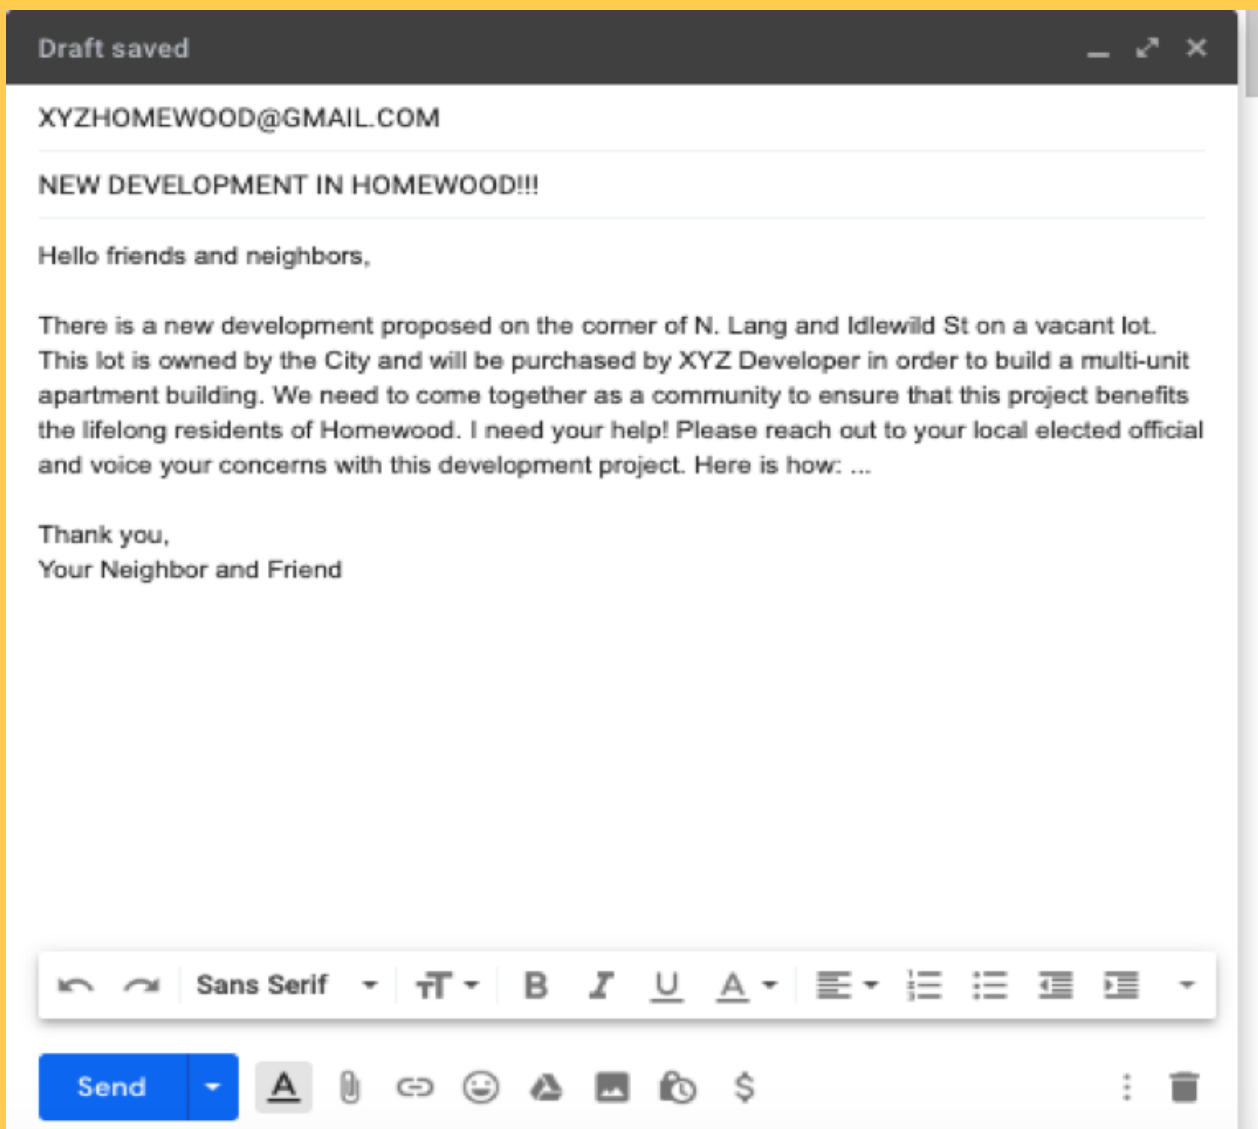 Draft saved
XYZHOMEWOOD@GMAIL.COM
NEW DEVELOPMENT IN HOMEWOOD!!!
Hello friends and neighbors,
There is a new development proposed on the corner of N. Lang and Idlewild St on a vacant lot.
This lot is owned by the City and will be purchased by XYZ Developer in order to build a multi-unit
apartment building. We need to come together as a community to ensure that this project benefits
the lifelong residents of Homewood. I need your help! Please reach out to your local elected official
and voice your concerns with this development project. Here is how: ...
Thank you,
Your Neighbor and Friend
Sans Serif
Send